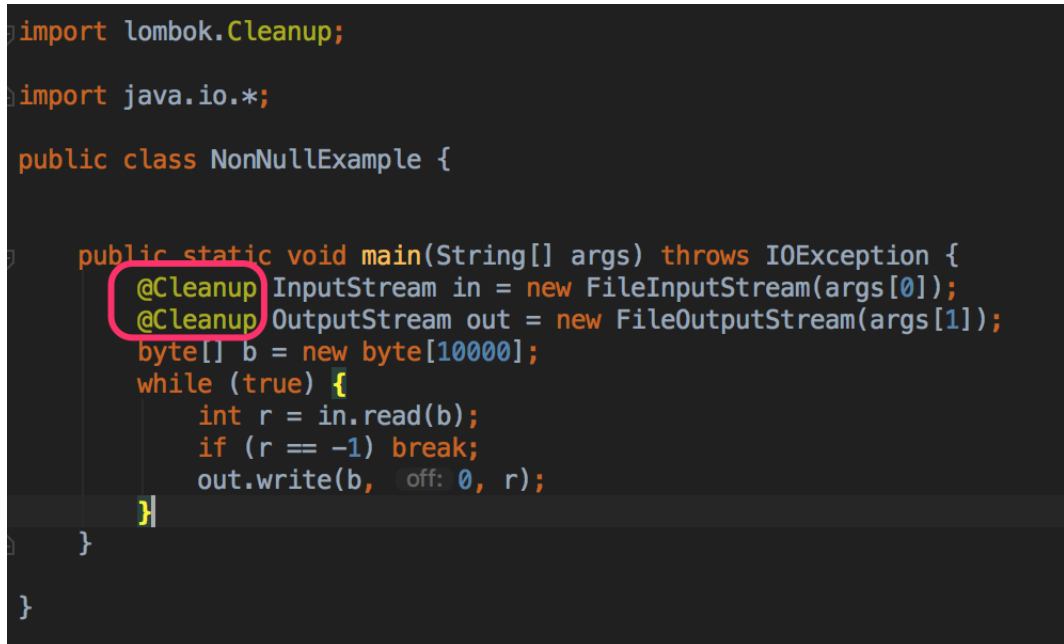 import lombok.Cleanup;
import java.io.*;
public class NonNullExample {
public static void main(String[] args) throws IOException {
@Cleanup InputStream in = new FileInputStream(args[0]);
@Cleanup OutputStream out = new FileOutputStream(args[1]);
byte[] b = new byte[10000];
while (true) {
int r = in.read(b);
if (r == -1) break;
out.write(b, off: 0, r);
}
}
}